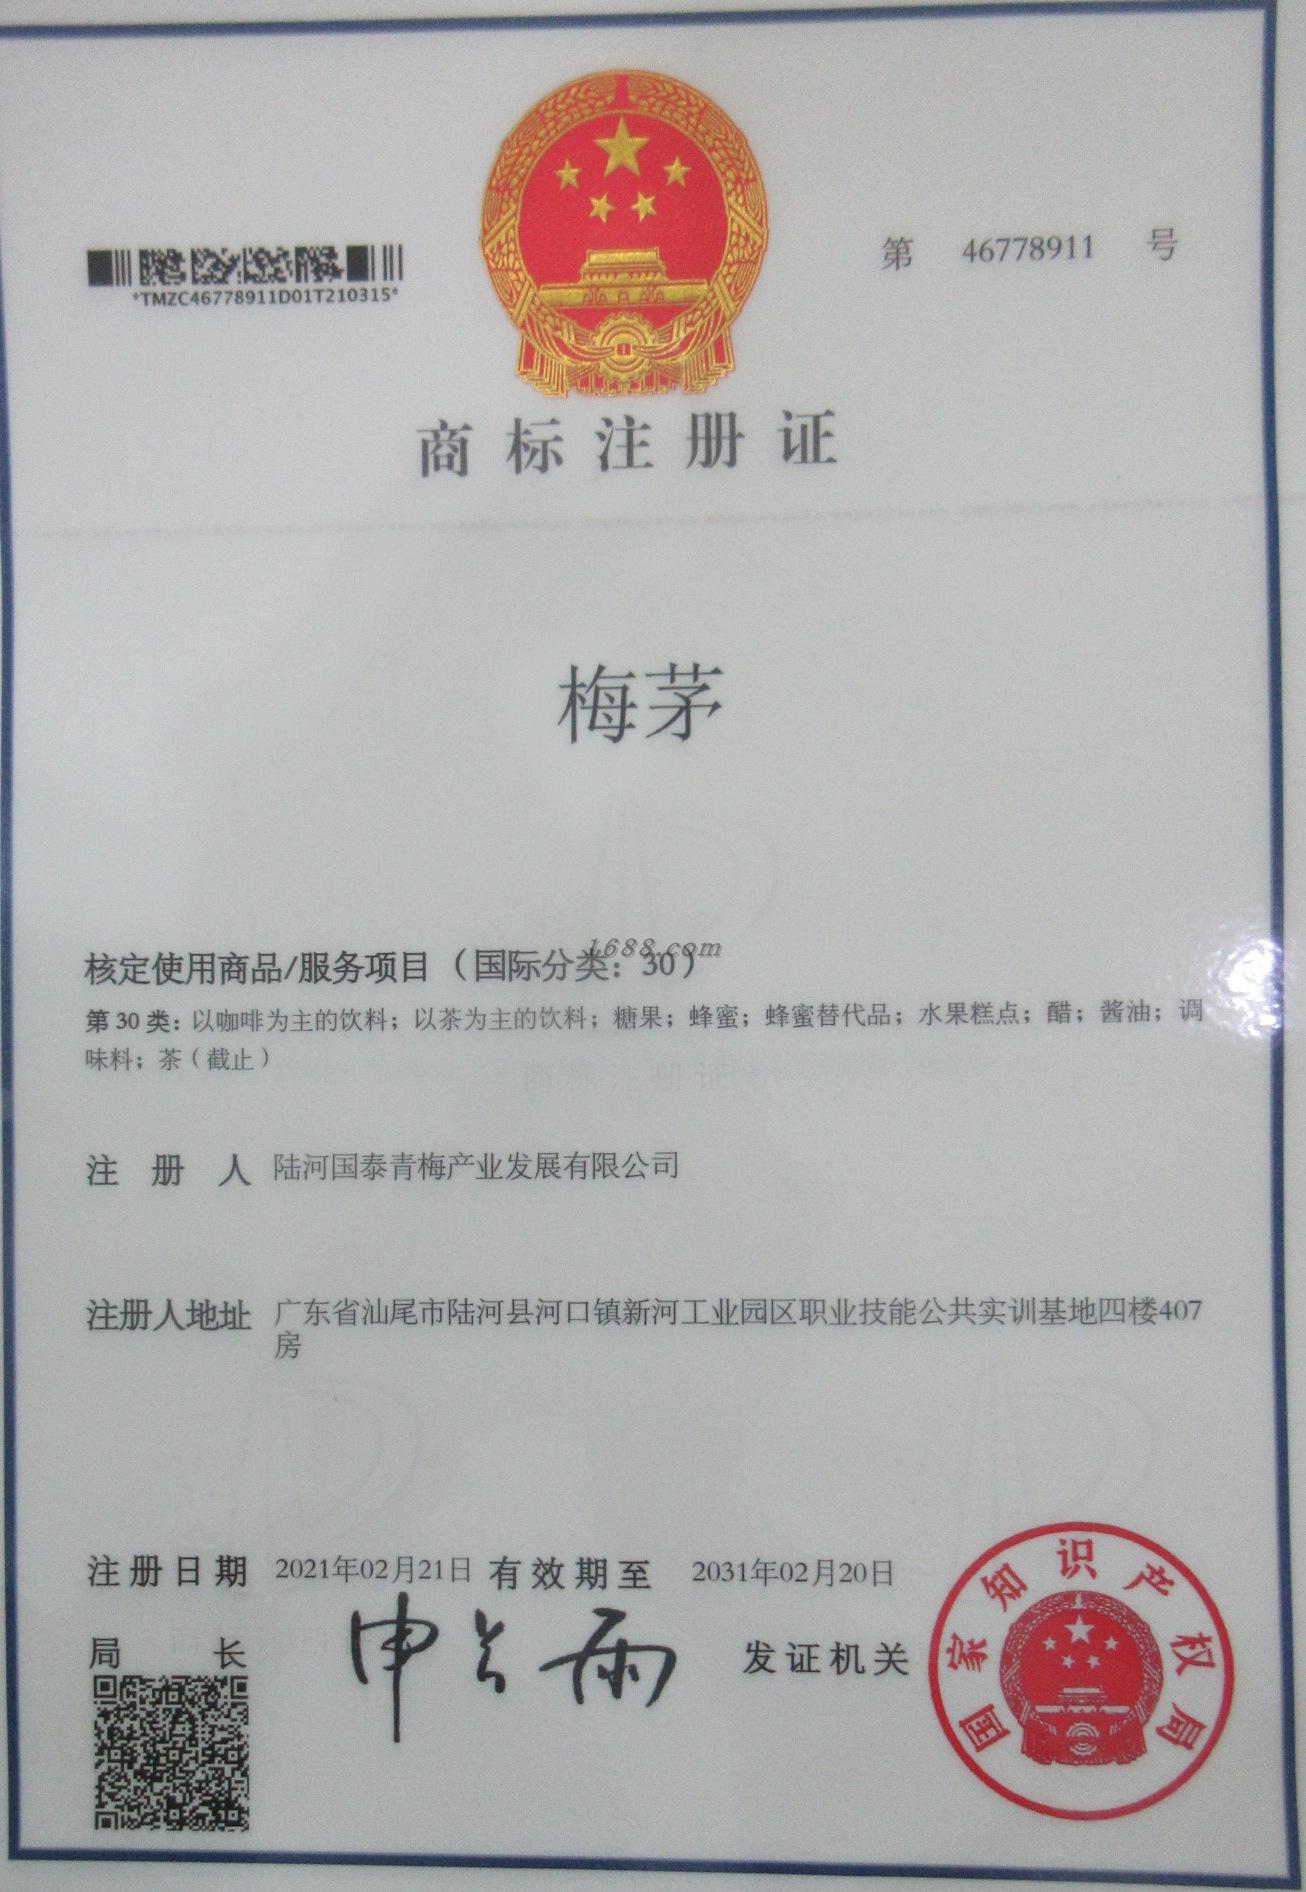 *TMZC46778911D01T210315*
第 46778911 号
商标注册证
梅茅
1688.com
核定使用商品/服务项目（国际分类：30）
第 30 类：以咖啡为主的饮料；以茶为主的饮料；糖果；蜂蜜；蜂蜜替代品；水果糕点；醋；酱油；调
味料；茶（截止）
注 册 人 陆河国泰青梅产业发展有限公司
注册人地址 广东省汕尾市陆河县河口镇新河工业园区职业技能公共实训基地四楼407
房
注册日期 2021年02月21日 有效期至 2031年02月20日
局 长 申长雨 发证机关
国家知识产权局